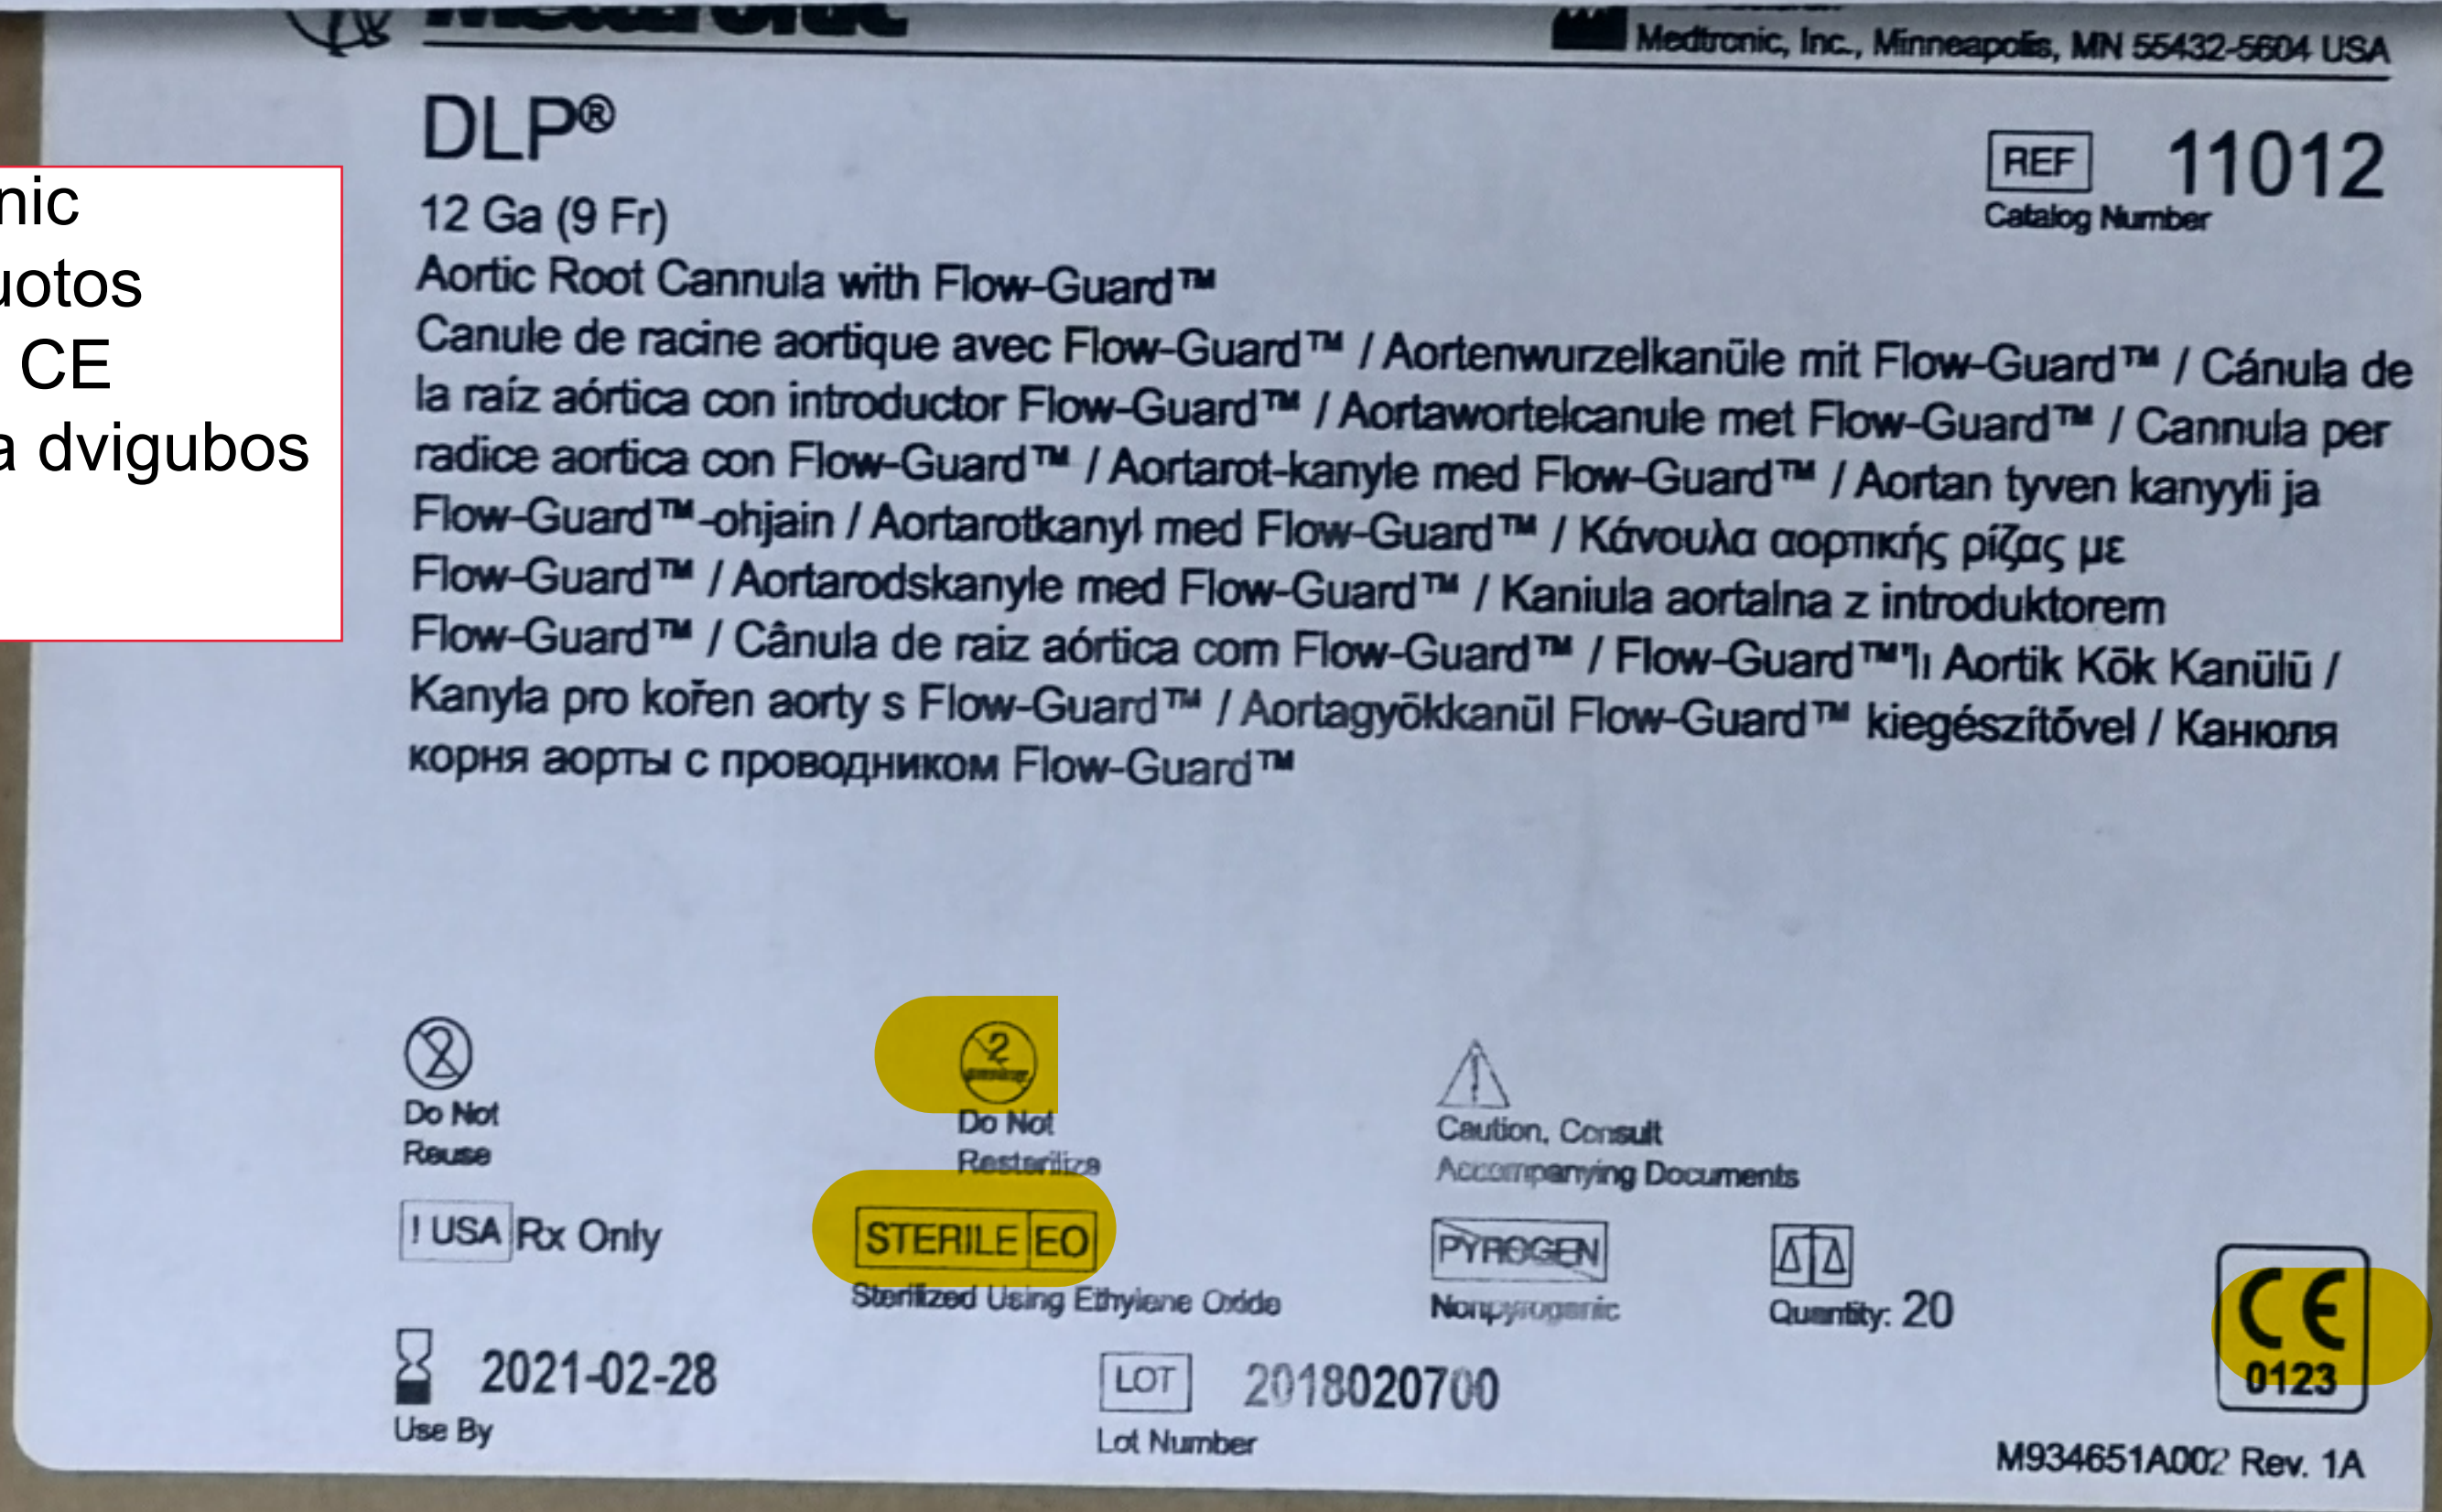 Medtronic
Medtronic, Inc., Minneapolis, MN 55432-5604 USA
DLP®
REF 11012
Catalog Number
12 Ga (9 Fr)
Aortic Root Cannula with Flow-Guard™
Canule de racine aortique avec Flow-Guard™ / Aortenwurzelkanüle mit Flow-Guard™ / Cánula de
la raíz aórtica con introductor Flow-Guard™ / Aortawortelcanule met Flow-Guard™ / Cannula per
radice aortica con Flow-Guard™ / Aortarot-kanyle med Flow-Guard™ / Aortan tyven kanyyli ja
Flow-Guard™-ohjain / Aortarotkanyl med Flow-Guard™ / Κάνουλα αορτικής ρίζας με
Flow-Guard™ / Aortarodskanyle med Flow-Guard™ / Kaniula aortalna z introduktorem
Flow-Guard™ / Cânula de raiz aórtica com Flow-Guard™ / Flow-Guard™'lı Aortik Kök Kanülü /
Kanyla pro kořen aorty s Flow-Guard™ / Aortagyökkanül Flow-Guard™ kiegészítővel / Канюля
корня аорты с проводником Flow-Guard™
nic
uotos
CE
a dvigubos
2
Do Not
Reuse
2
Do Not
Resterilize
!
Caution, Consult
Accompanying Documents
! USA Rx Only
STERILE EO
Sterilized Using Ethylene Oxide
PYROGEN
Nonpyrogenic
Quantity: 20
CE
0123
2021-02-28
Use By
LOT 2018020700
Lot Number
M934651A002 Rev. 1A